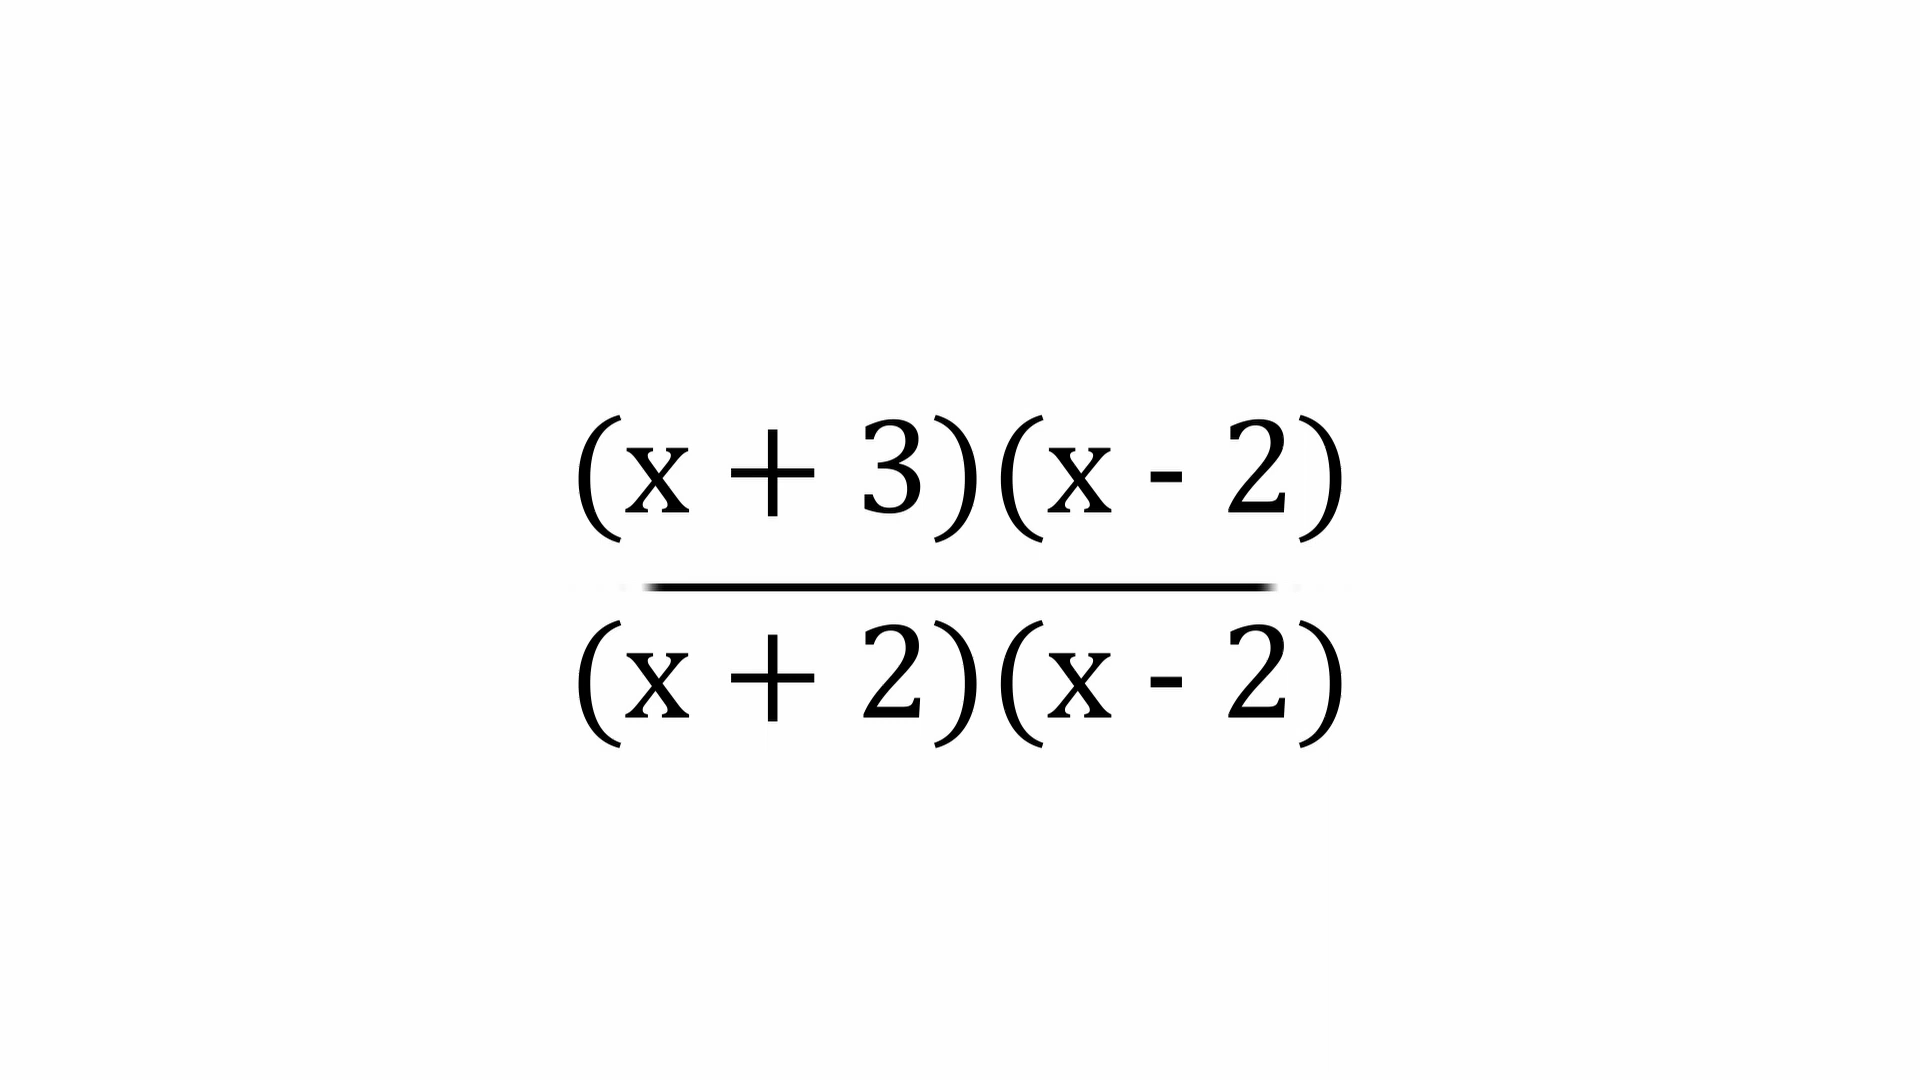 (x + 3)(x - 2)
(x + 2)(x - 2)